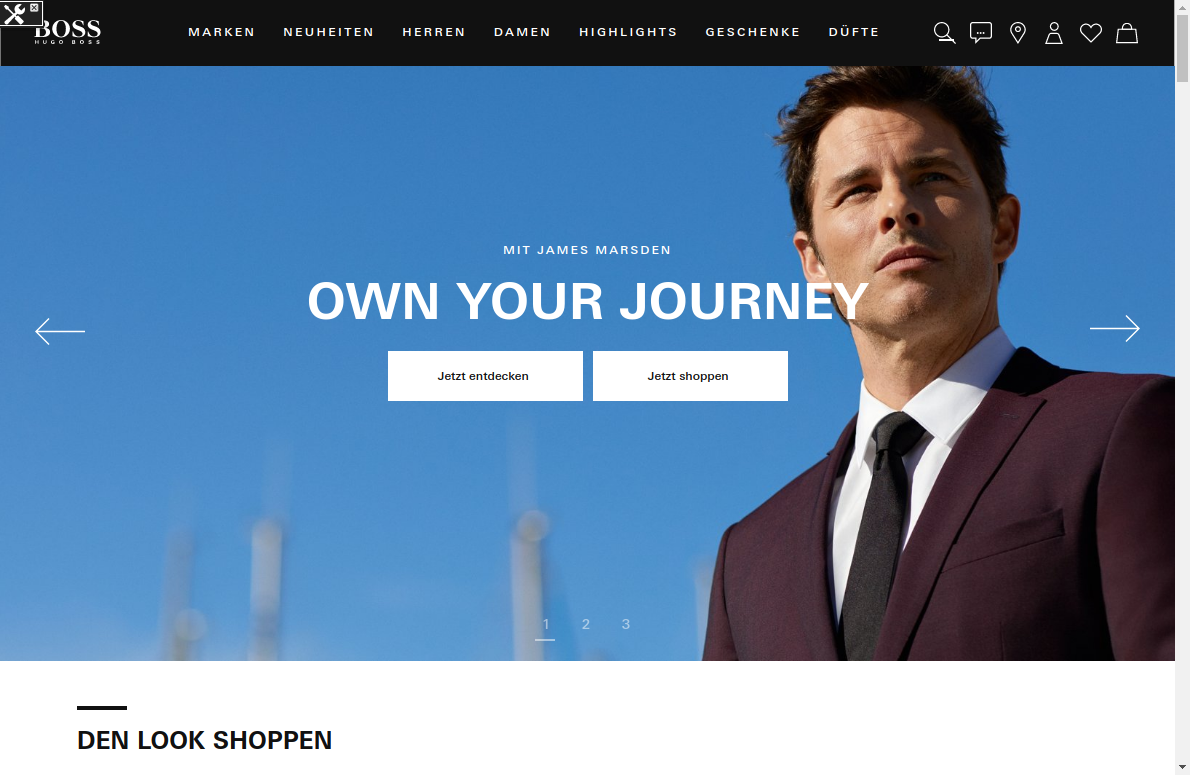 BOSS
HUGO BOSS
MARKEN NEUHEITEN HERREN DAMEN HIGHLIGHTS GESCHENKE DÜFTE
MIT JAMES MARSDEN
OWN YOUR JOURNEY
Jetzt entdecken Jetzt shoppen
1 2 3
DEN LOOK SHOPPEN